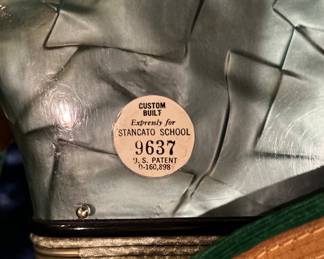 CUSTOM
BUILT
Expressly for
STANCATO SCHOOL
9637
U.S. PATENT
D-160,898